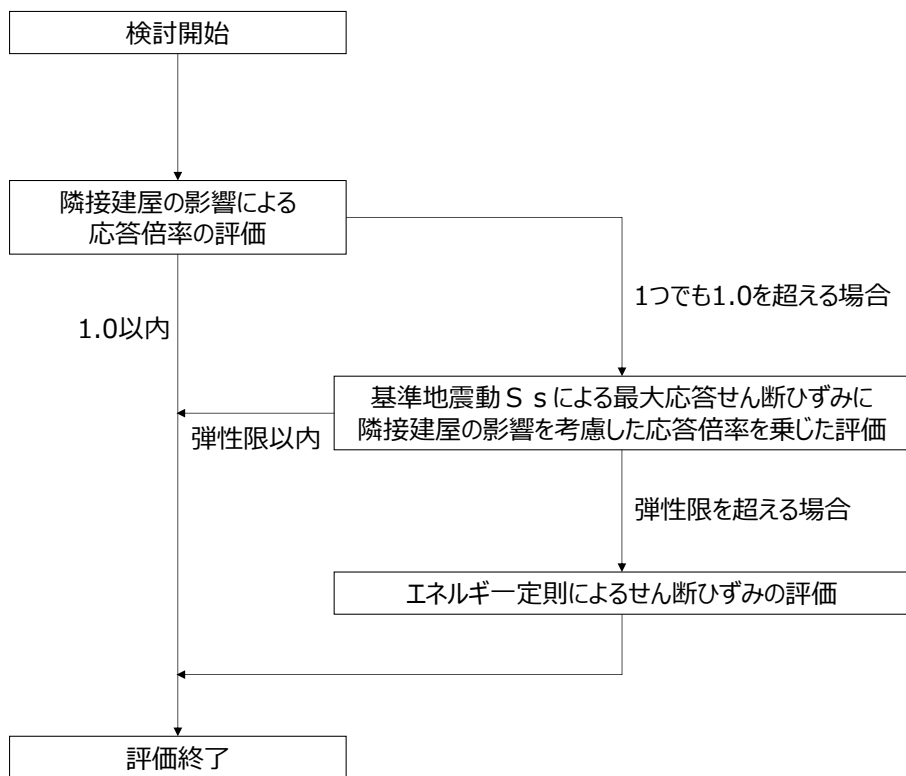 検討開始
隣接建屋の影響による
応答倍率の評価
1つでも1.0を超える場合
1.0以内
基準地震動Ｓｓによる最大応答せん断ひずみに
隣接建屋の影響を考慮した応答倍率を乗じた評価
弾性限以内
弾性限を超える場合
エネルギー定則によるせん断ひずみの評価
評価終了